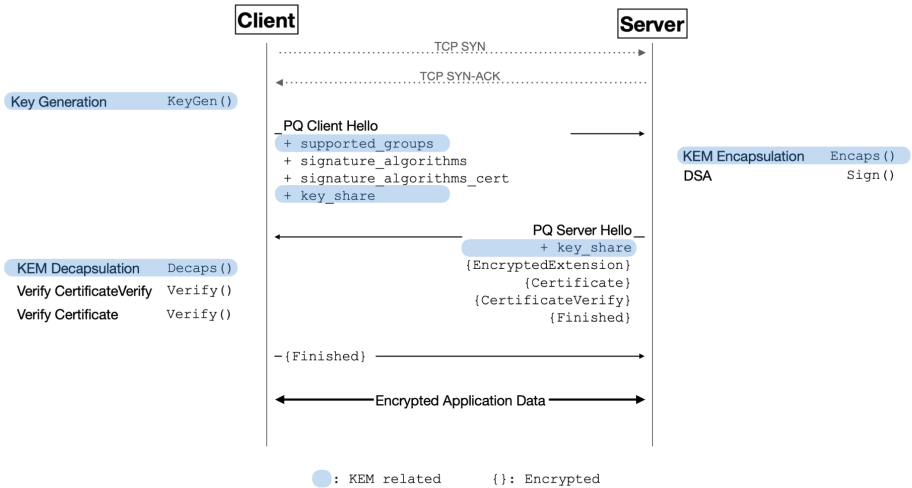 Client
Server
TCP SYN
TCP SYN-ACK
Key Generation KeyGen()
PQ Client Hello
+ supported_groups
+ signature_algorithms
+ signature_algorithms_cert
+ key_share
KEM Encapsulation Encaps()
DSA Sign()
PQ Server Hello
+ key_share
{EncryptedExtension}
{Certificate}
{CertificateVerify}
{Finished}
KEM Decapsulation Decaps()
Verify CertificateVerify Verify()
Verify Certificate Verify()
{Finished}
Encrypted Application Data
: KEM related {}: Encrypted